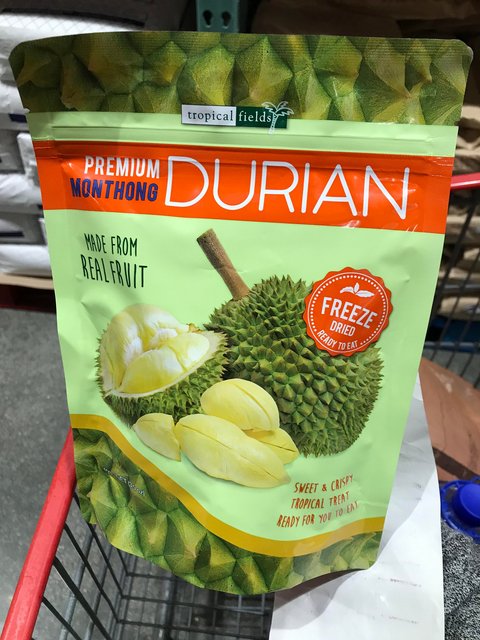 tropical fields
PREMIUM
MONTHONG
DURIAN
MADE FROM
REAL FRUIT
FREEZE
DRIED
READY TO EAT
SWEET & CRISPY
TROPICAL TREAT
READY FOR YOU TO EAT